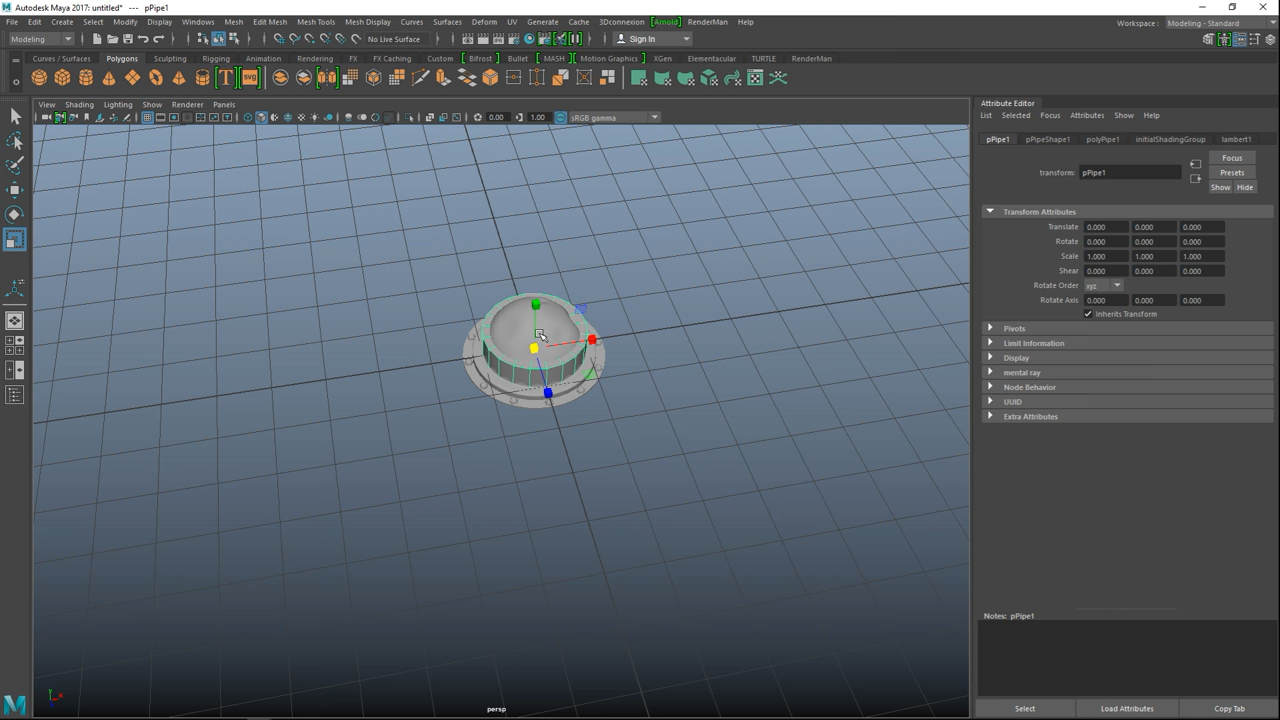 Autodesk Maya 2017: untitled*   ---   pPipe1
File Edit Create Select Modify Display Windows Mesh Edit Mesh Mesh Tools Mesh Display Curves Surfaces Deform UV Generate Cache 3Dconnexion [Arnold] RenderMan Help
Workspace : Modeling - Standard
Modeling No Live Surface Sign In
Curves / Surfaces Polygons Sculpting Rigging Animation Rendering FX FX Caching Custom [ Bifrost ] Bullet [ MASH ] [ Motion Graphics ] XGen Elementacular TURTLE RenderMan
T svg
View Shading Lighting Show Renderer Panels
0.00 1.00 sRGB gamma
persp
Attribute Editor
List Selected Focus Attributes Show Help
pPipe1 pPipeShape1 polyPipe1 initialShadingGroup lambert1
Focus
transform: pPipe1 Presets
Show Hide
Transform Attributes
Translate 0.000 0.000 0.000
Rotate 0.000 0.000 0.000
Scale 1.000 1.000 1.000
Shear 0.000 0.000 0.000
Rotate Order xyz
Rotate Axis 0.000 0.000 0.000
Inherits Transform
Pivots
Limit Information
Display
mental ray
Node Behavior
UUID
Extra Attributes
Notes: pPipe1
Select Load Attributes Copy Tab